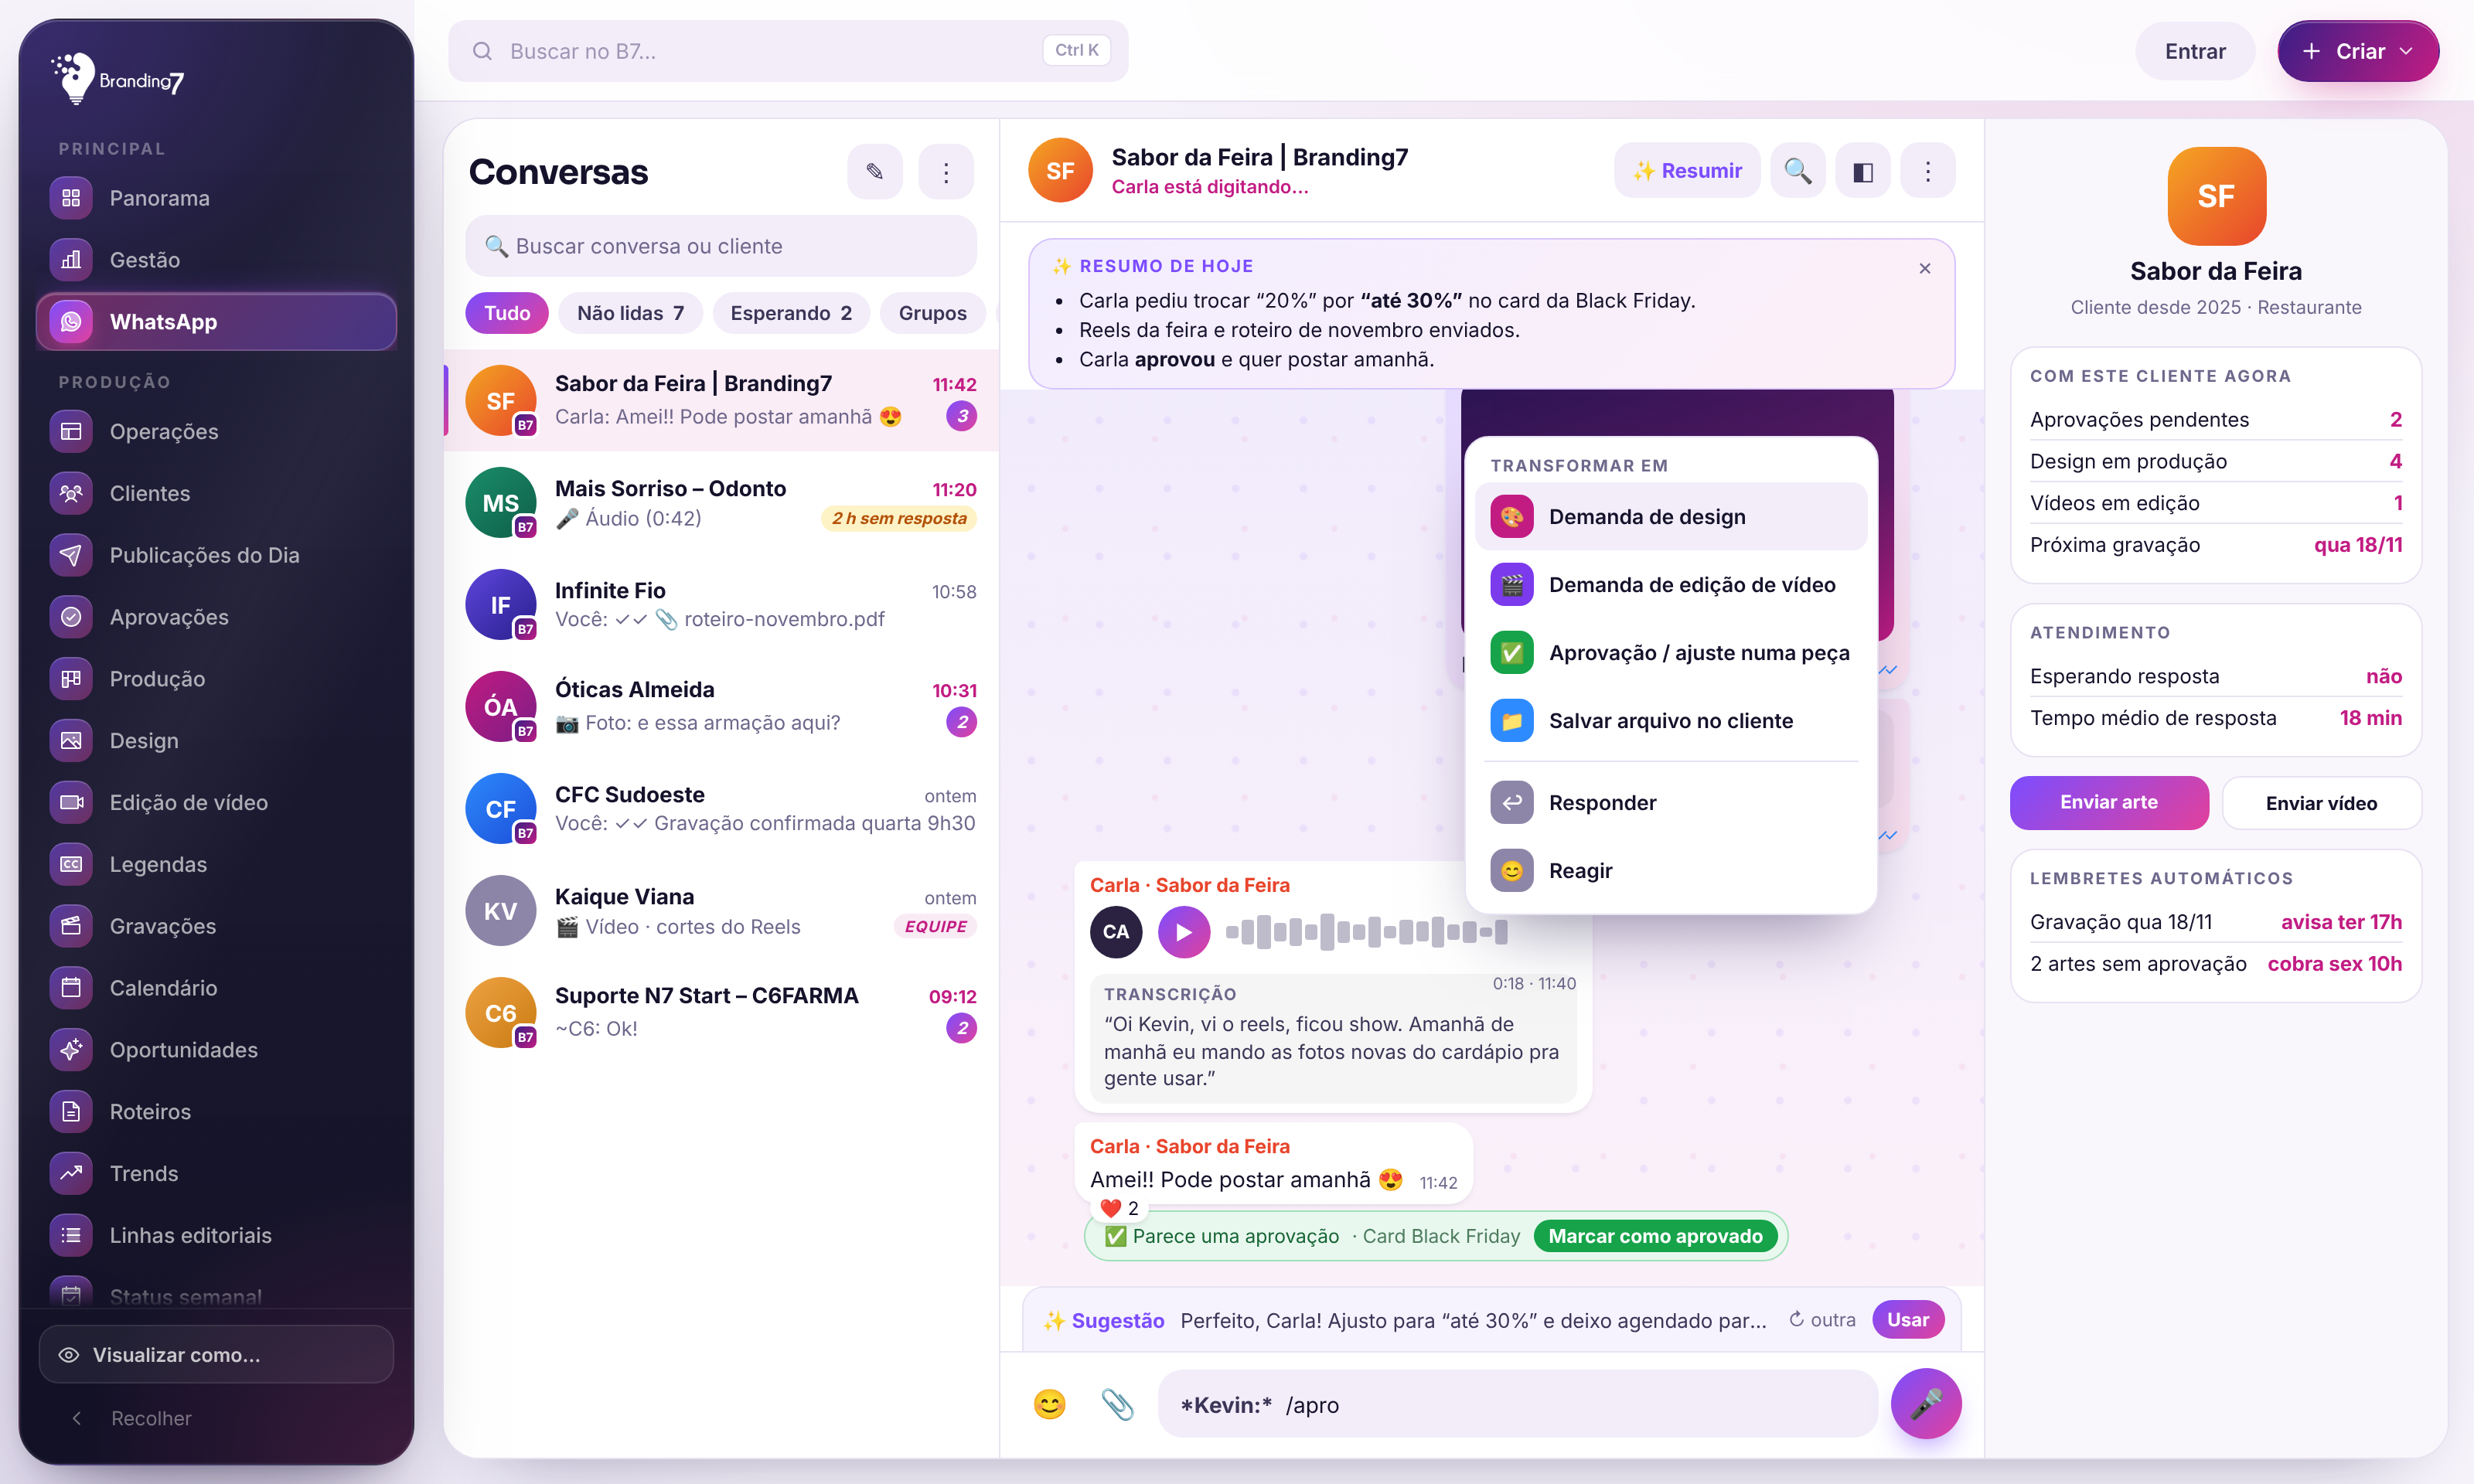 Branding7
PRINCIPAL
Panorama
Gestão
WhatsApp
PRODUÇÃO
Operações
Clientes
Publicações do Dia
Aprovações
Produção
Design
Edição de vídeo
CC Legendas
Gravações
Calendário
Oportunidades
Roteiros
Trends
Linhas editoriais
Status semanal
Visualizar como...
Recolher
Buscar no B7...
Ctrl K
Entrar
+ Criar
Conversas
🔍 Buscar conversa ou cliente
Tudo
Não lidas 7
Esperando 2
Grupos
SF B7
Sabor da Feira | Branding7 11:42
Carla: Amei!! Pode postar amanhã 😍 3
MS B7
Mais Sorriso – Odonto 11:20
🎤 Áudio (0:42) 2 h sem resposta
IF B7
Infinite Fio 10:58
Você: ✓✓ 📎 roteiro-novembro.pdf
ÓA B7
Óticas Almeida 10:31
📷 Foto: e essa armação aqui? 2
CF B7
CFC Sudoeste ontem
Você: ✓✓ Gravação confirmada quarta 9h30
KV
Kaique Viana ontem
🎬 Vídeo · cortes do Reels EQUIPE
C6 B7
Suporte N7 Start – C6FARMA 09:12
~C6: Ok! 2
SF
Sabor da Feira | Branding7
Carla está digitando...
✨ Resumir
✨ RESUMO DE HOJE
• Carla pediu trocar “20%” por “até 30%” no card da Black Friday.
• Reels da feira e roteiro de novembro enviados.
• Carla aprovou e quer postar amanhã.
TRANSFORMAR EM
🎨 Demanda de design
🎬 Demanda de edição de vídeo
✅ Aprovação / ajuste numa peça
📁 Salvar arquivo no cliente
↩ Responder
😊 Reagir
Carla · Sabor da Feira
CA
0:18 · 11:40
TRANSCRIÇÃO
“Oi Kevin, vi o reels, ficou show. Amanhã de
manhã eu mando as fotos novas do cardápio pra
gente usar.”
Carla · Sabor da Feira
Amei!! Pode postar amanhã 😍 11:42
❤️ 2
✅ Parece uma aprovação · Card Black Friday Marcar como aprovado
✨ Sugestão Perfeito, Carla! Ajusto para “até 30%” e deixo agendado par... ↻ outra Usar
*Kevin:* /apro
SF
Sabor da Feira
Cliente desde 2025 · Restaurante
COM ESTE CLIENTE AGORA
Aprovações pendentes 2
Design em produção 4
Vídeos em edição 1
Próxima gravação qua 18/11
ATENDIMENTO
Esperando resposta não
Tempo médio de resposta 18 min
Enviar arte
Enviar vídeo
LEMBRETES AUTOMÁTICOS
Gravação qua 18/11 avisa ter 17h
2 artes sem aprovação cobra sex 10h